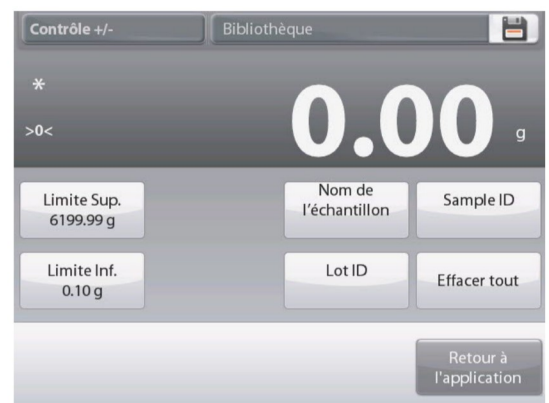 Contrôle +/-
Bibliothèque
*
>0<
0.00 g
Limite Sup.
6199.99 g
Nom de
l'échantillon
Sample ID
Limite Inf.
0.10 g
Lot ID
Effacer tout
Retour à
l'application